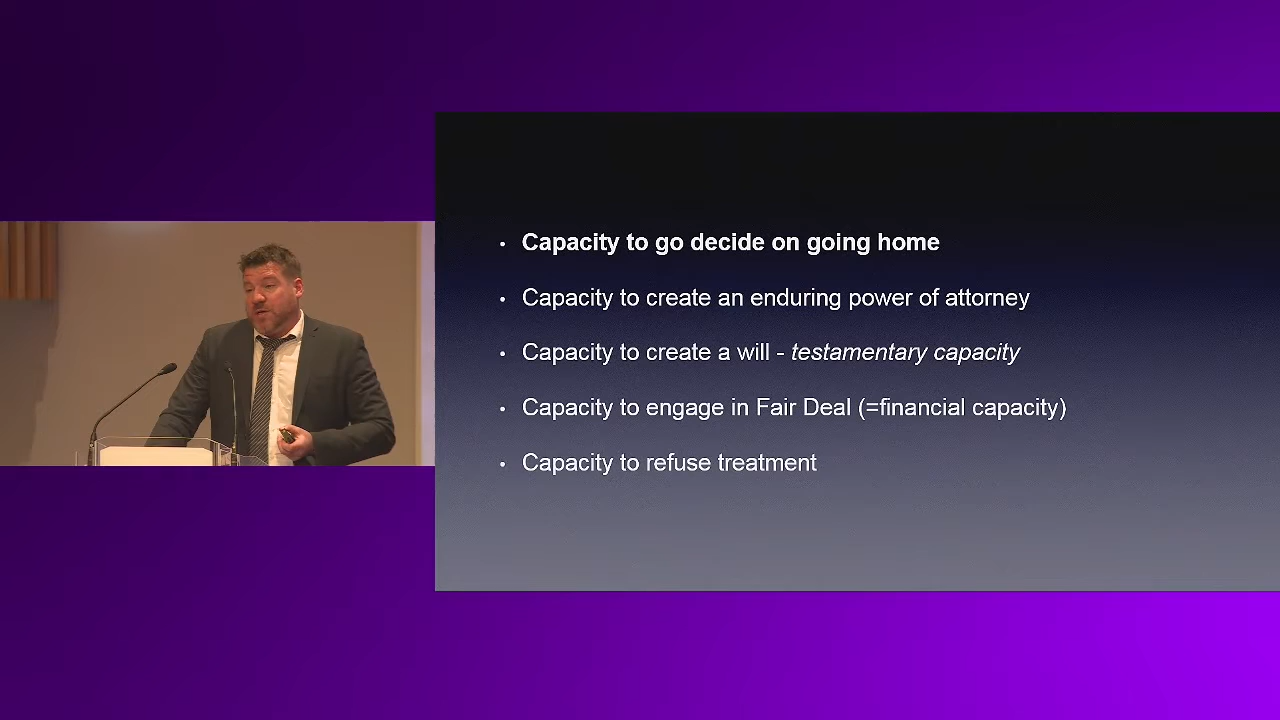 • Capacity to go decide on going home
• Capacity to create an enduring power of attorney
• Capacity to create a will - testamentary capacity
• Capacity to engage in Fair Deal (=financial capacity)
• Capacity to refuse treatment